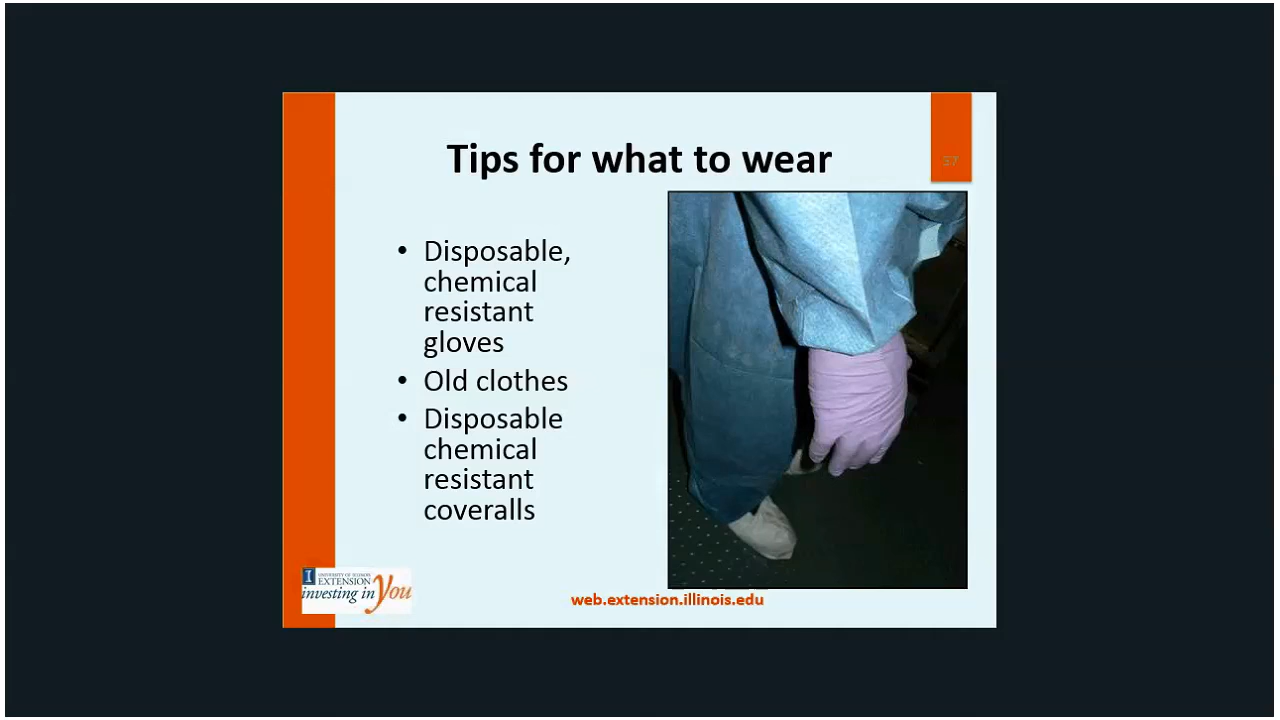 Tips for what to wear
57
• Disposable,
chemical
resistant
gloves
• Old clothes
• Disposable
chemical
resistant
coveralls
I
UNIVERSITY OF ILLINOIS
EXTENSION
investing in You
web.extension.illinois.edu